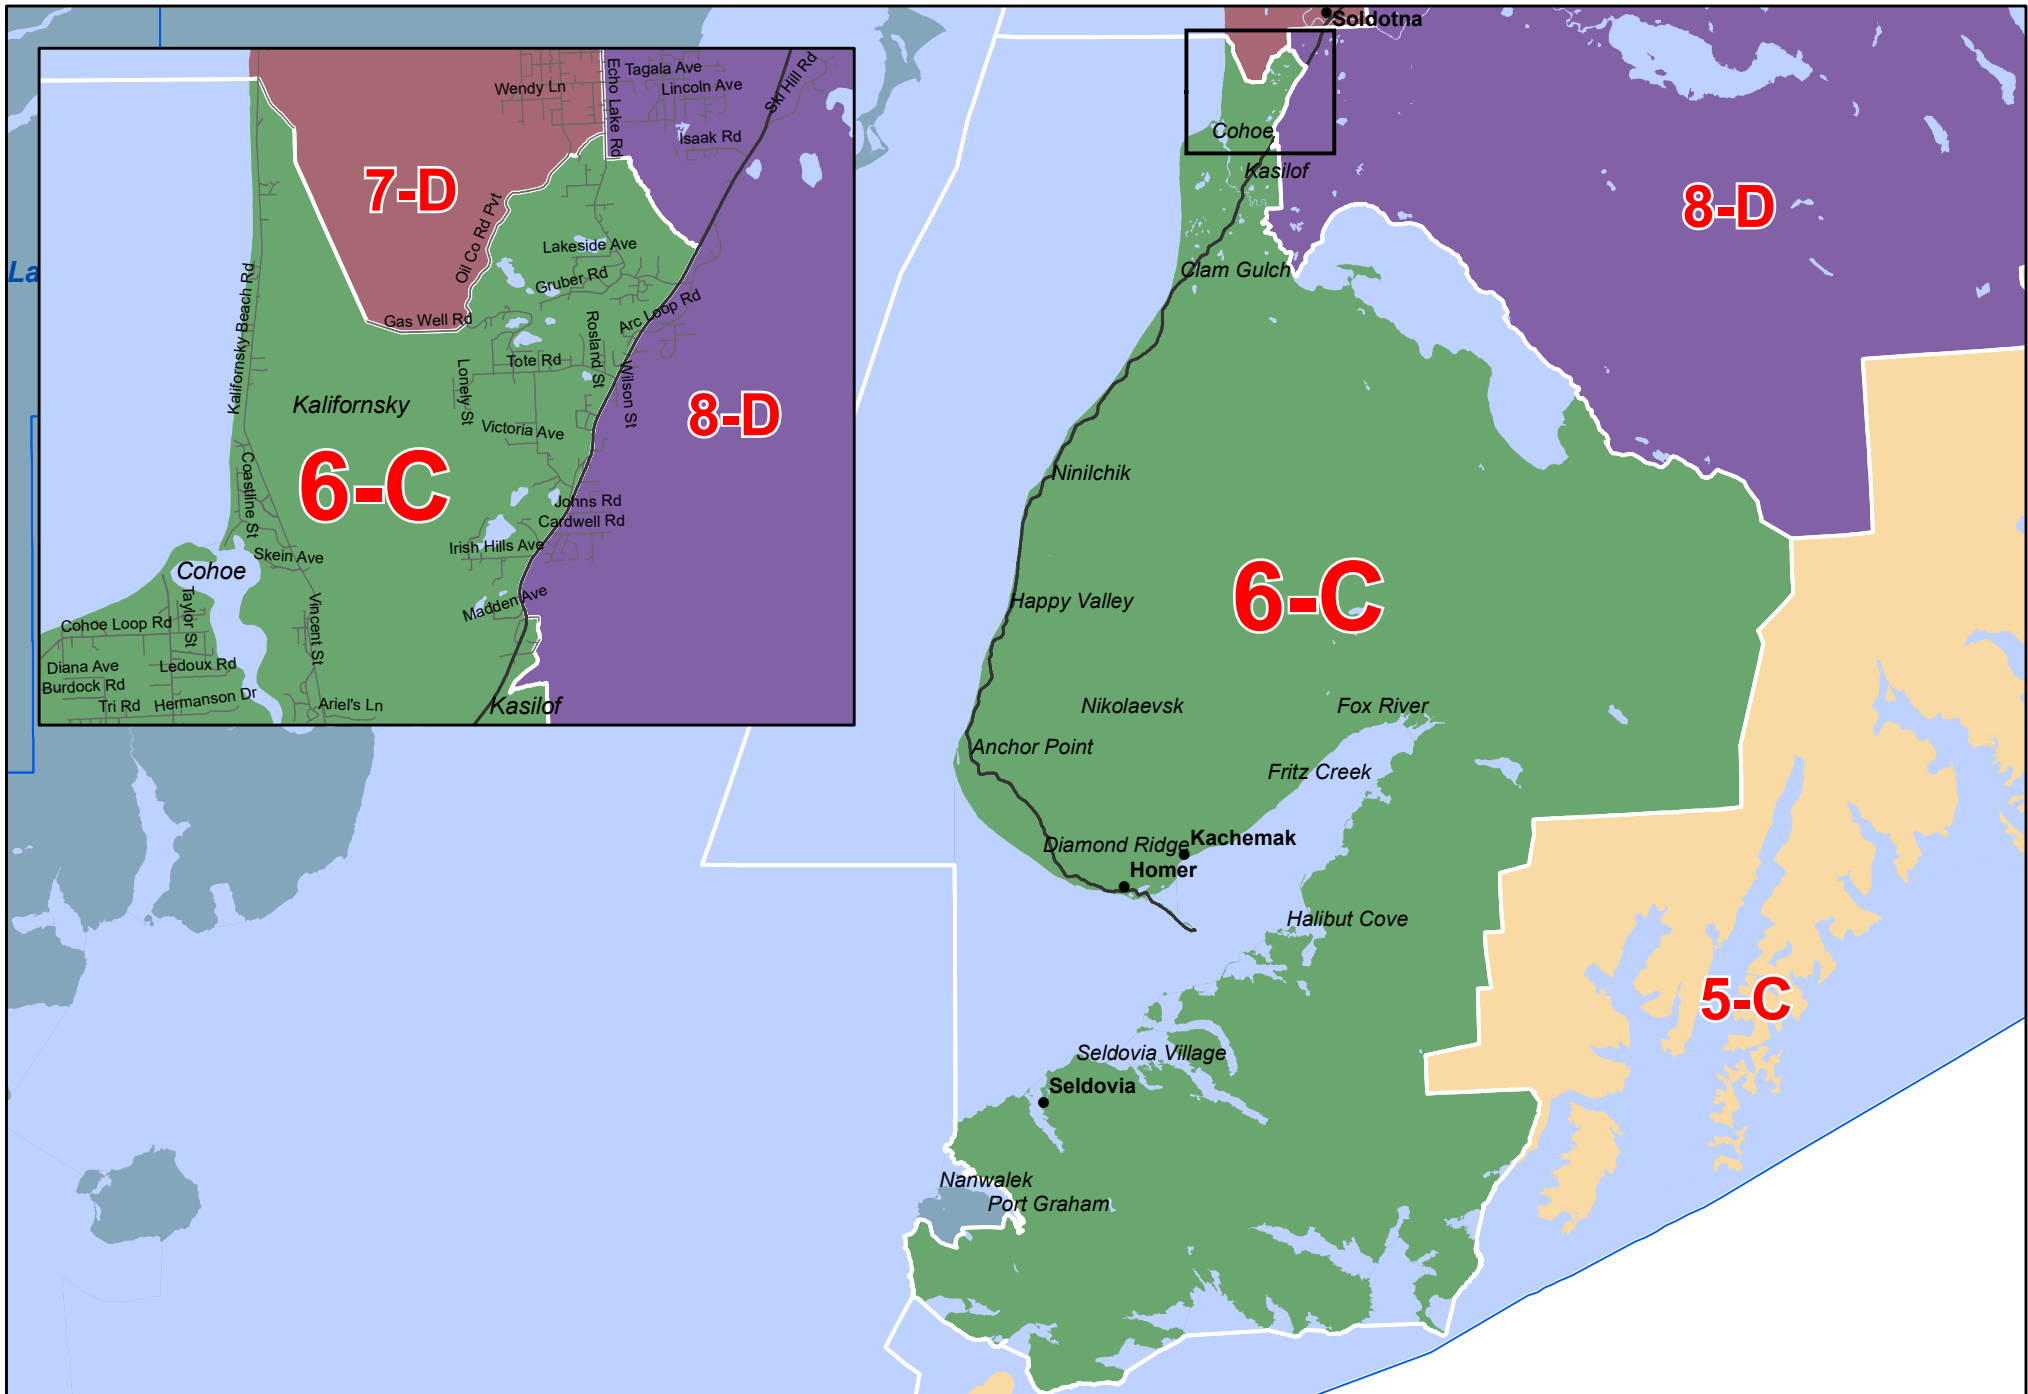 Soldotna
Cohoe
Kasilof
8-D
Clam Gulch
Ninilchik
6-C
Happy Valley
Nikolaevsk
Fox River
Anchor Point
Fritz Creek
Diamond Ridge
Kachemak
Homer
Halibut Cove
5-C
Seldovia Village
Seldovia
Nanwalek
Port Graham
La
Wendy Ln
Echo Lake Rd
Tagala Ave
Lincoln Ave
Ski Hill Rd
Isaak Rd
7-D
Oil Co Rd Pvt
Lakeside Ave
Gruber Rd
Kalifornsky Beach Rd
Gas Well Rd
Rosland St
Arc Loop Rd
Tote Rd
Lonely St
Wilson St
Kalifornsky
Victoria Ave
8-D
6-C
Coastline St
Johns Rd
Cardwell Rd
Irish Hills Ave
Skein Ave
Cohoe
Taylor St
Vincent St
Madden Ave
Cohoe Loop Rd
Diana Ave
Ledoux Rd
Burdock Rd
Tri Rd
Hermanson Dr
Ariel's Ln
Kasilof